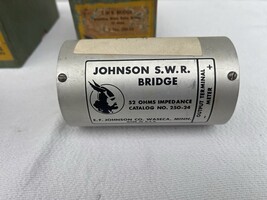 JOHNSON S.W.R.
BRIDGE
52 OHMS IMPEDANCE
CATALOG NO. 250-24
E.F. JOHNSON CO. WASECA, MINN.
OUTPUT TERMINAL +
METER